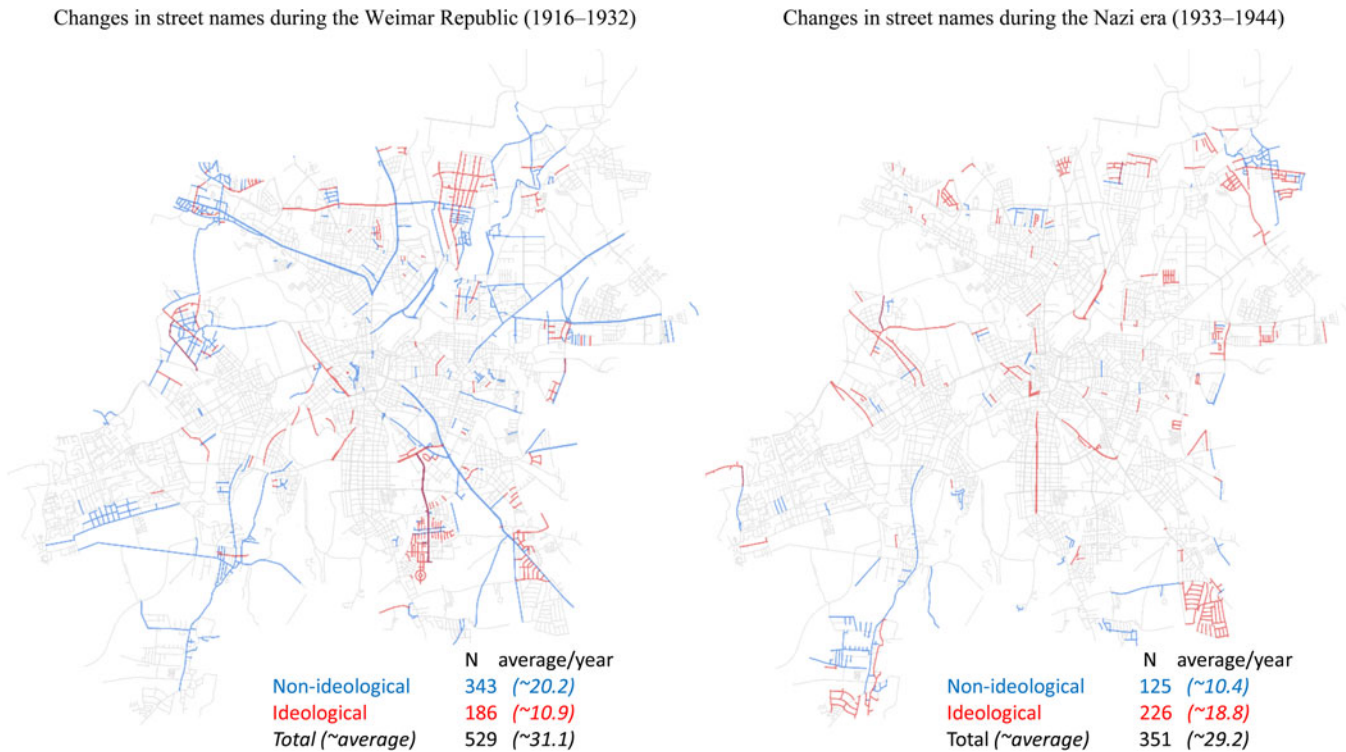 Changes in street names during the Weimar Republic (1916–1932)
Changes in street names during the Nazi era (1933–1944)
N average/year
Non-ideological 343 (~20.2)
Ideological 186 (~10.9)
Total (~average) 529 (~31.1)
N average/year
Non-ideological 125 (~10.4)
Ideological 226 (~18.8)
Total (~average) 351 (~29.2)